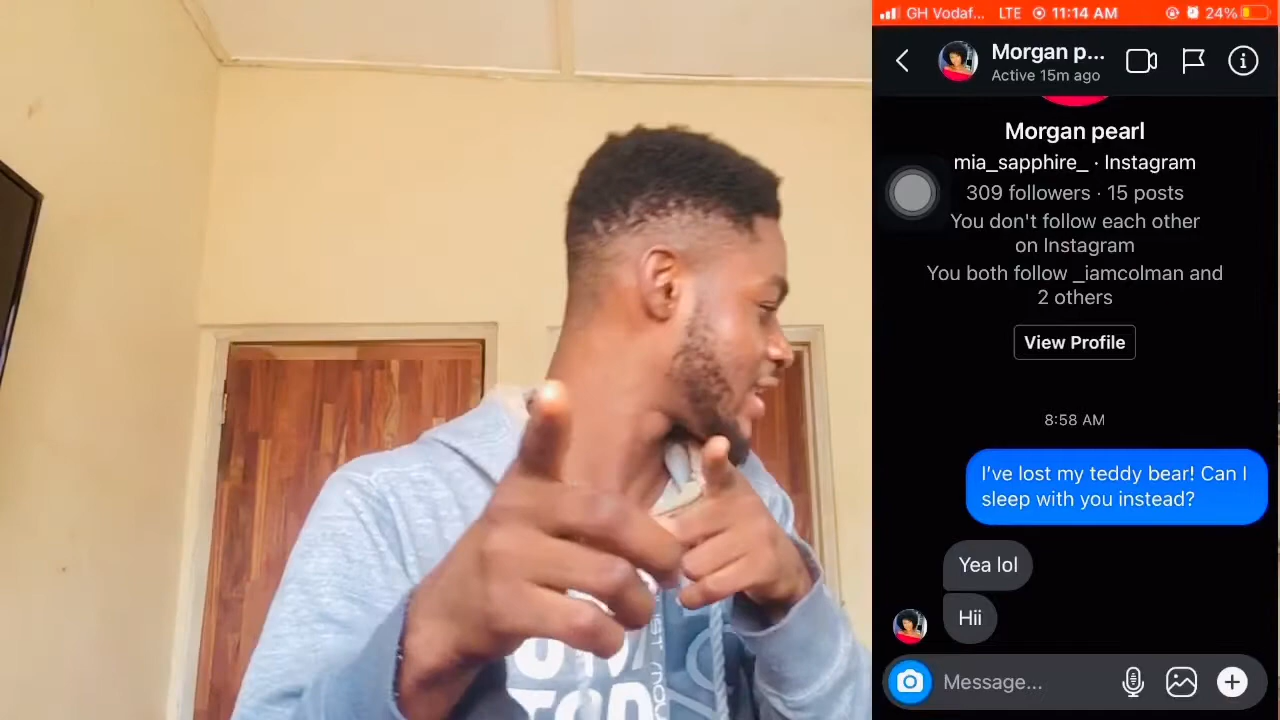 GH Vodaf... LTE 11:14 AM 24%
Morgan p...
Active 15m ago
Morgan pearl
mia_sapphire_ · Instagram
309 followers · 15 posts
You don't follow each other
on Instagram
You both follow _iamcolman and
2 others
View Profile
8:58 AM
I've lost my teddy bear! Can I
sleep with you instead?
Yea lol
Hii
Message...